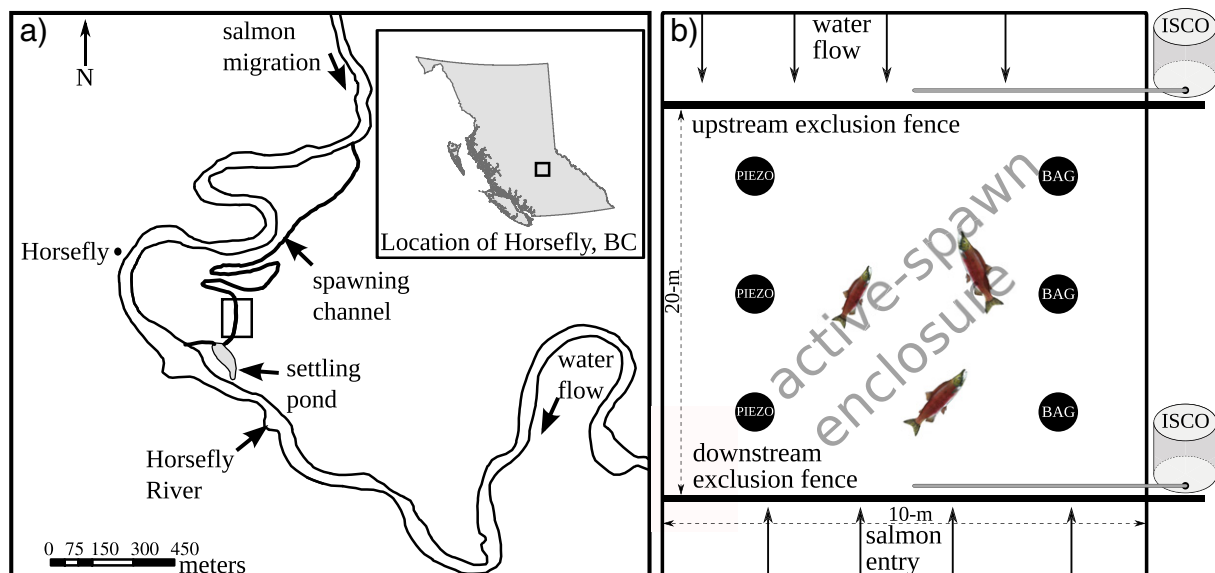 a)
N
salmon
migration
Location of Horsefly, BC
Horsefly
spawning
channel
settling
pond
water
flow
Horsefly
River
0 75 150 300 450
meters
b)
water
flow
ISCO
upstream exclusion fence
PIEZO
BAG
20-m
PIEZO
BAG
active-spawn
enclosure
PIEZO
BAG
downstream
exclusion fence
ISCO
10-m
salmon
entry